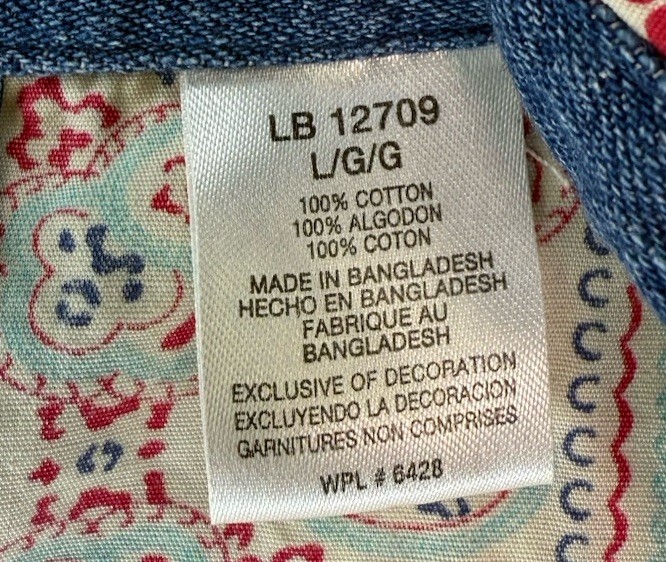 LB 12709
L/G/G
100% COTTON
100% ALGODON
100% COTON
MADE IN BANGLADESH
HECHO EN BANGLADESH
FABRIQUE AU
BANGLADESH
EXCLUSIVE OF DECORATION
EXCLUYENDO LA DECORACION
GARNITURES NON COMPRISES
WPL # 6428